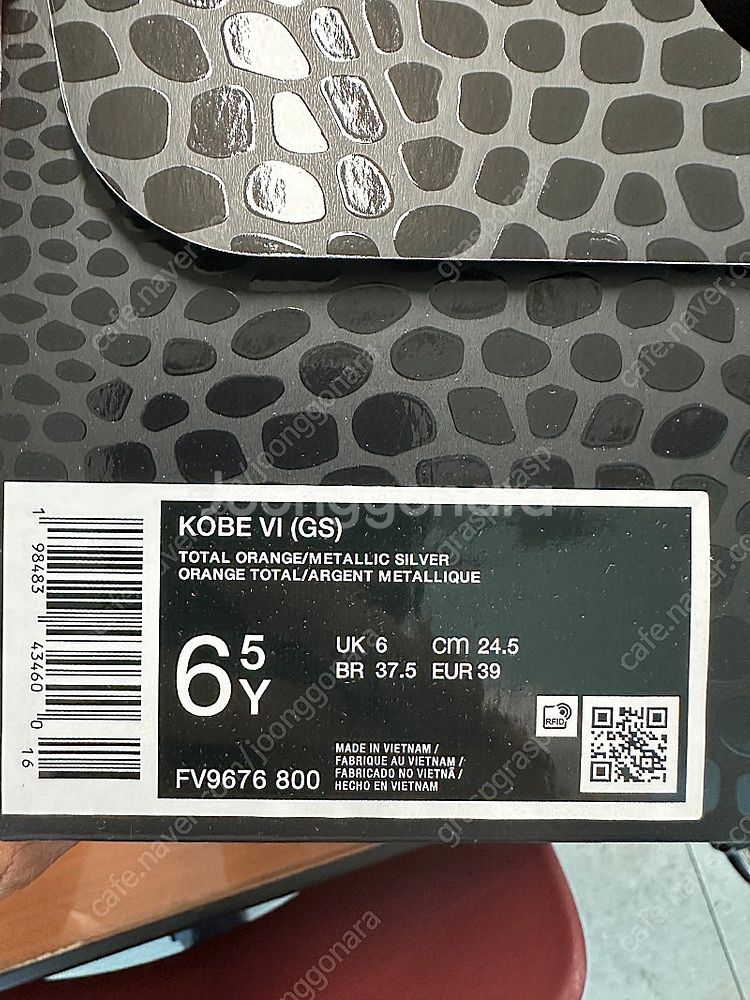 KOBE VI (GS)
TOTAL ORANGE/METALLIC SILVER
ORANGE TOTAL/ARGENT METALLIQUE
6 5 Y
UK 6 cm 24.5
BR 37.5 EUR 39
RFID
FV9676 800
MADE IN VIETNAM /
FABRIQUE AU VIETNAM /
FABRICADO NO VIETNÃ /
HECHO EN VIETNAM
1 98483 43460 0 16
Joonggonara
cafe.naver.com/joonggonara
grasspgrasp